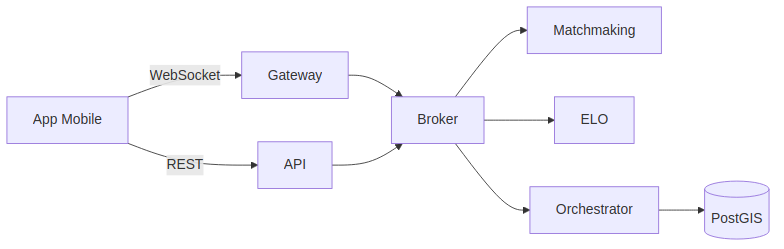 App Mobile
WebSocket
REST
Gateway
API
Broker
Matchmaking
ELO
Orchestrator
PostGIS